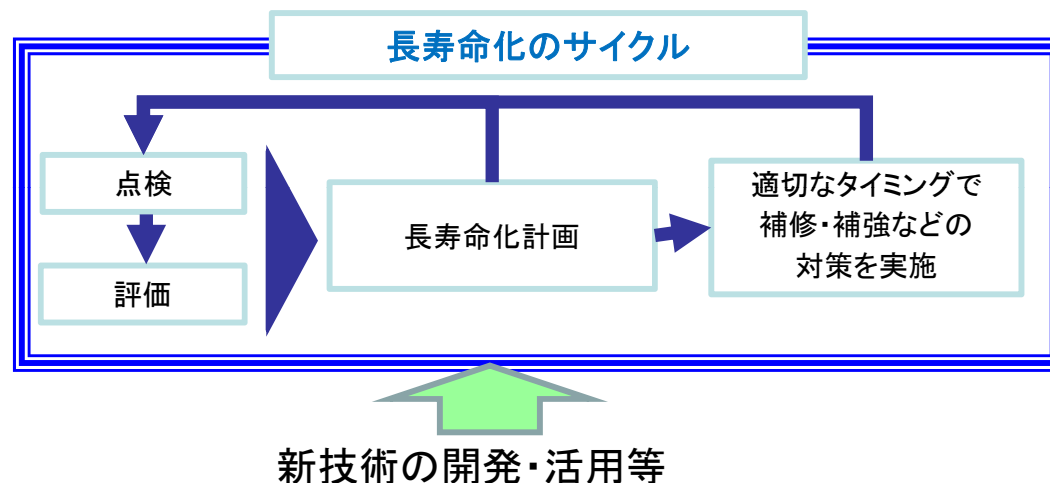 長寿命化のサイクル
点検
評価
長寿命化計画
適切なタイミングで
補修・補強などの
対策を実施
新技術の開発・活用等